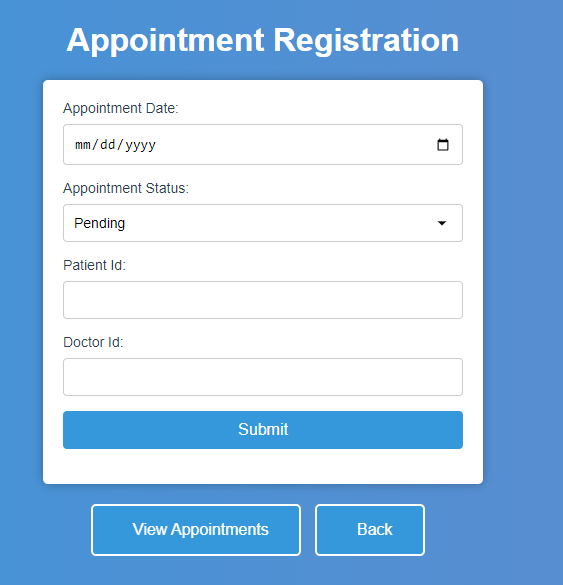 Appointment Registration
Appointment Date:
mm/dd/yyyy
Appointment Status:
Pending
Patient Id:
Doctor Id:
Submit
View Appointments
Back